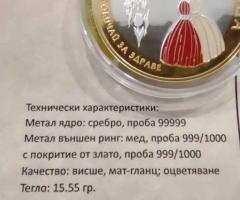 ОБИЧАЙ ЗА ЗДРАВЕ
Технически характеристики:
Метал ядро: сребро, проба 99999
Метал външен ринг: мед, проба 999/1000
с покритие от злато, проба 999/1000
Качество: висше, мат-гланц; оцветяване
Тегло: 15.55 гр.